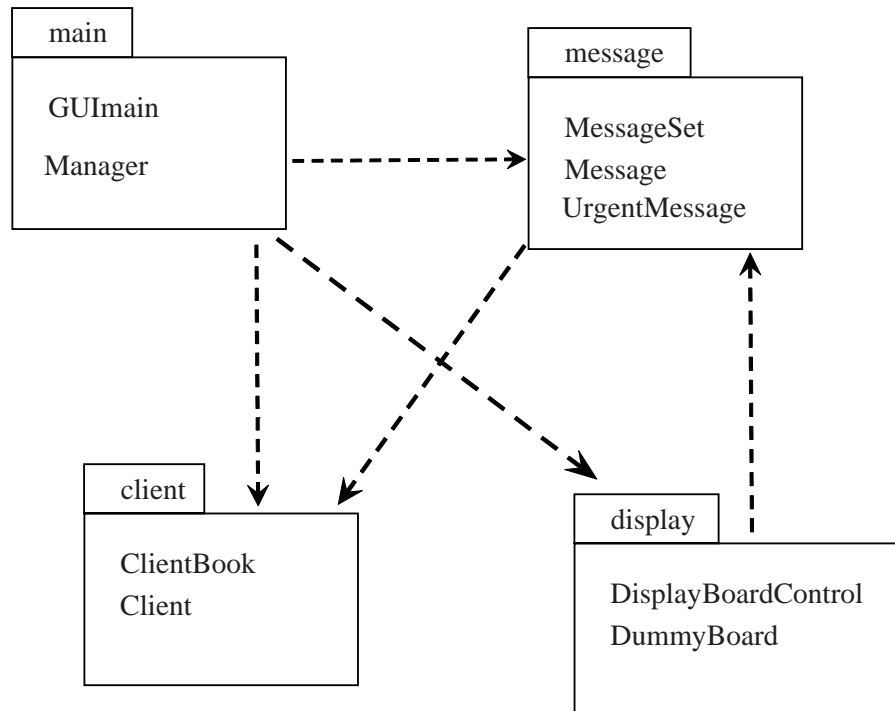 main
GUImain
Manager
message
MessageSet
Message
UrgentMessage
client
ClientBook
Client
display
DisplayBoardControl
DummyBoard